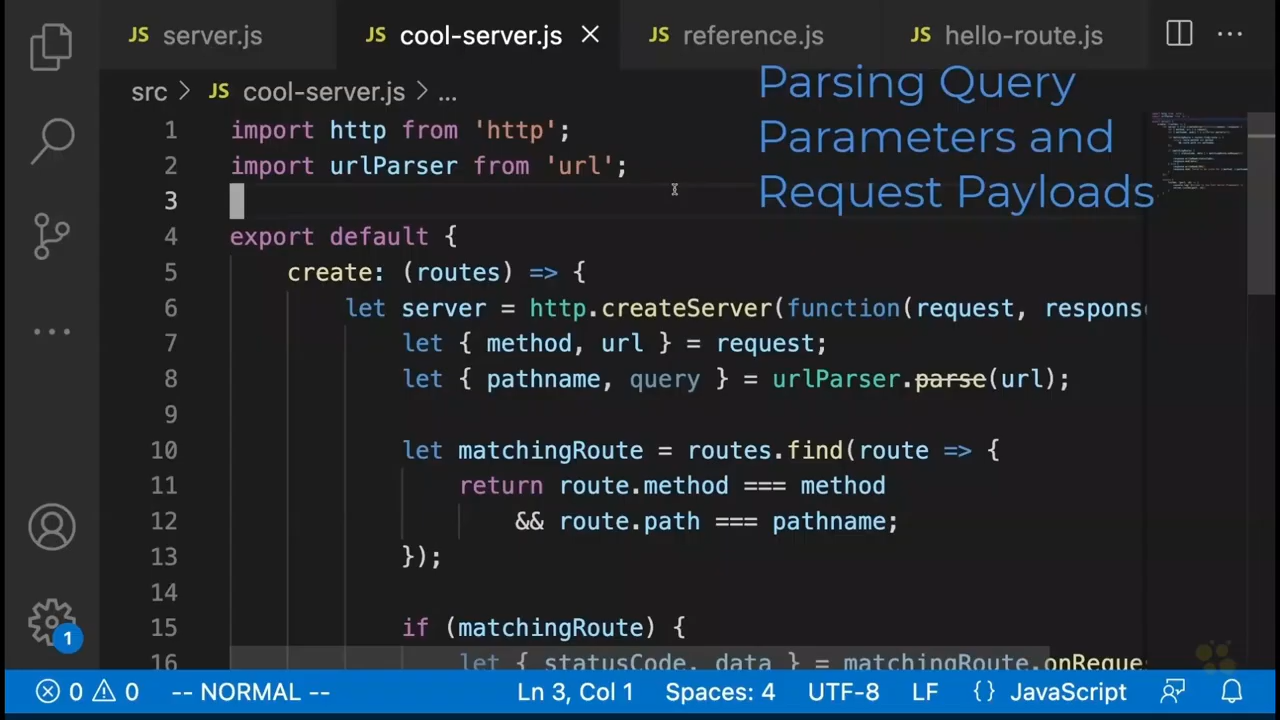 JS server.js JS cool-server.js × JS reference.js JS hello-route.js ...
src > JS cool-server.js > ...
Parsing Query
Parameters and
Request Payloads
1 import http from 'http';
2 import urlParser from 'url';
3
4 export default {
5 create: (routes) => {
6 let server = http.createServer(function(request, respons
7 let { method, url } = request;
8 let { pathname, query } = urlParser.parse(url);
9
10 let matchingRoute = routes.find(route => {
11 return route.method === method
12 && route.path === pathname;
13 });
14
15 if (matchingRoute) {
16 let { statusCode, data } = matchingRoute.onReque
1
0 0 -- NORMAL -- Ln 3, Col 1 Spaces: 4 UTF-8 LF {} JavaScript